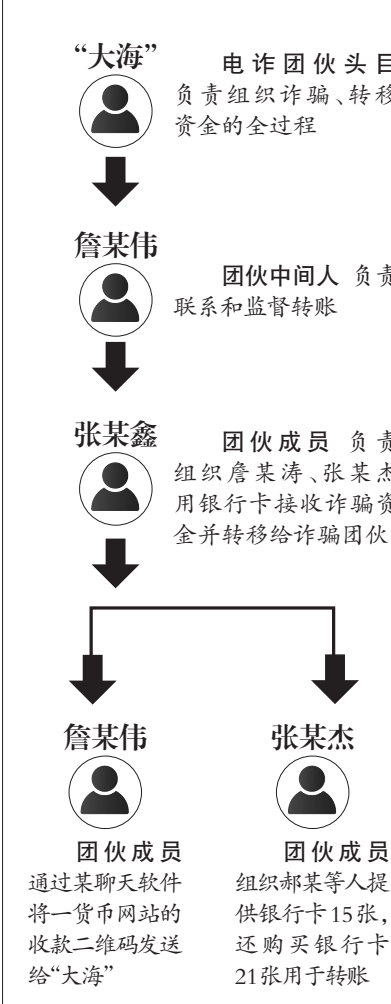 “大海”
电诈团伙头目
负责组织诈骗、转移
资金的全过程
詹某伟
团伙中间人 负责
联系和监督转账
张某鑫
团伙成员 负责
组织詹某涛、张某杰
用银行卡接收诈骗资
金并转移给诈骗团伙
詹某伟
团伙成员
通过某聊天软件
将一货币网站的
收款二维码发送
给“大海”
张某杰
团伙成员
组织郝某等人提
供银行卡15张,
还购买银行卡
21张用于转账